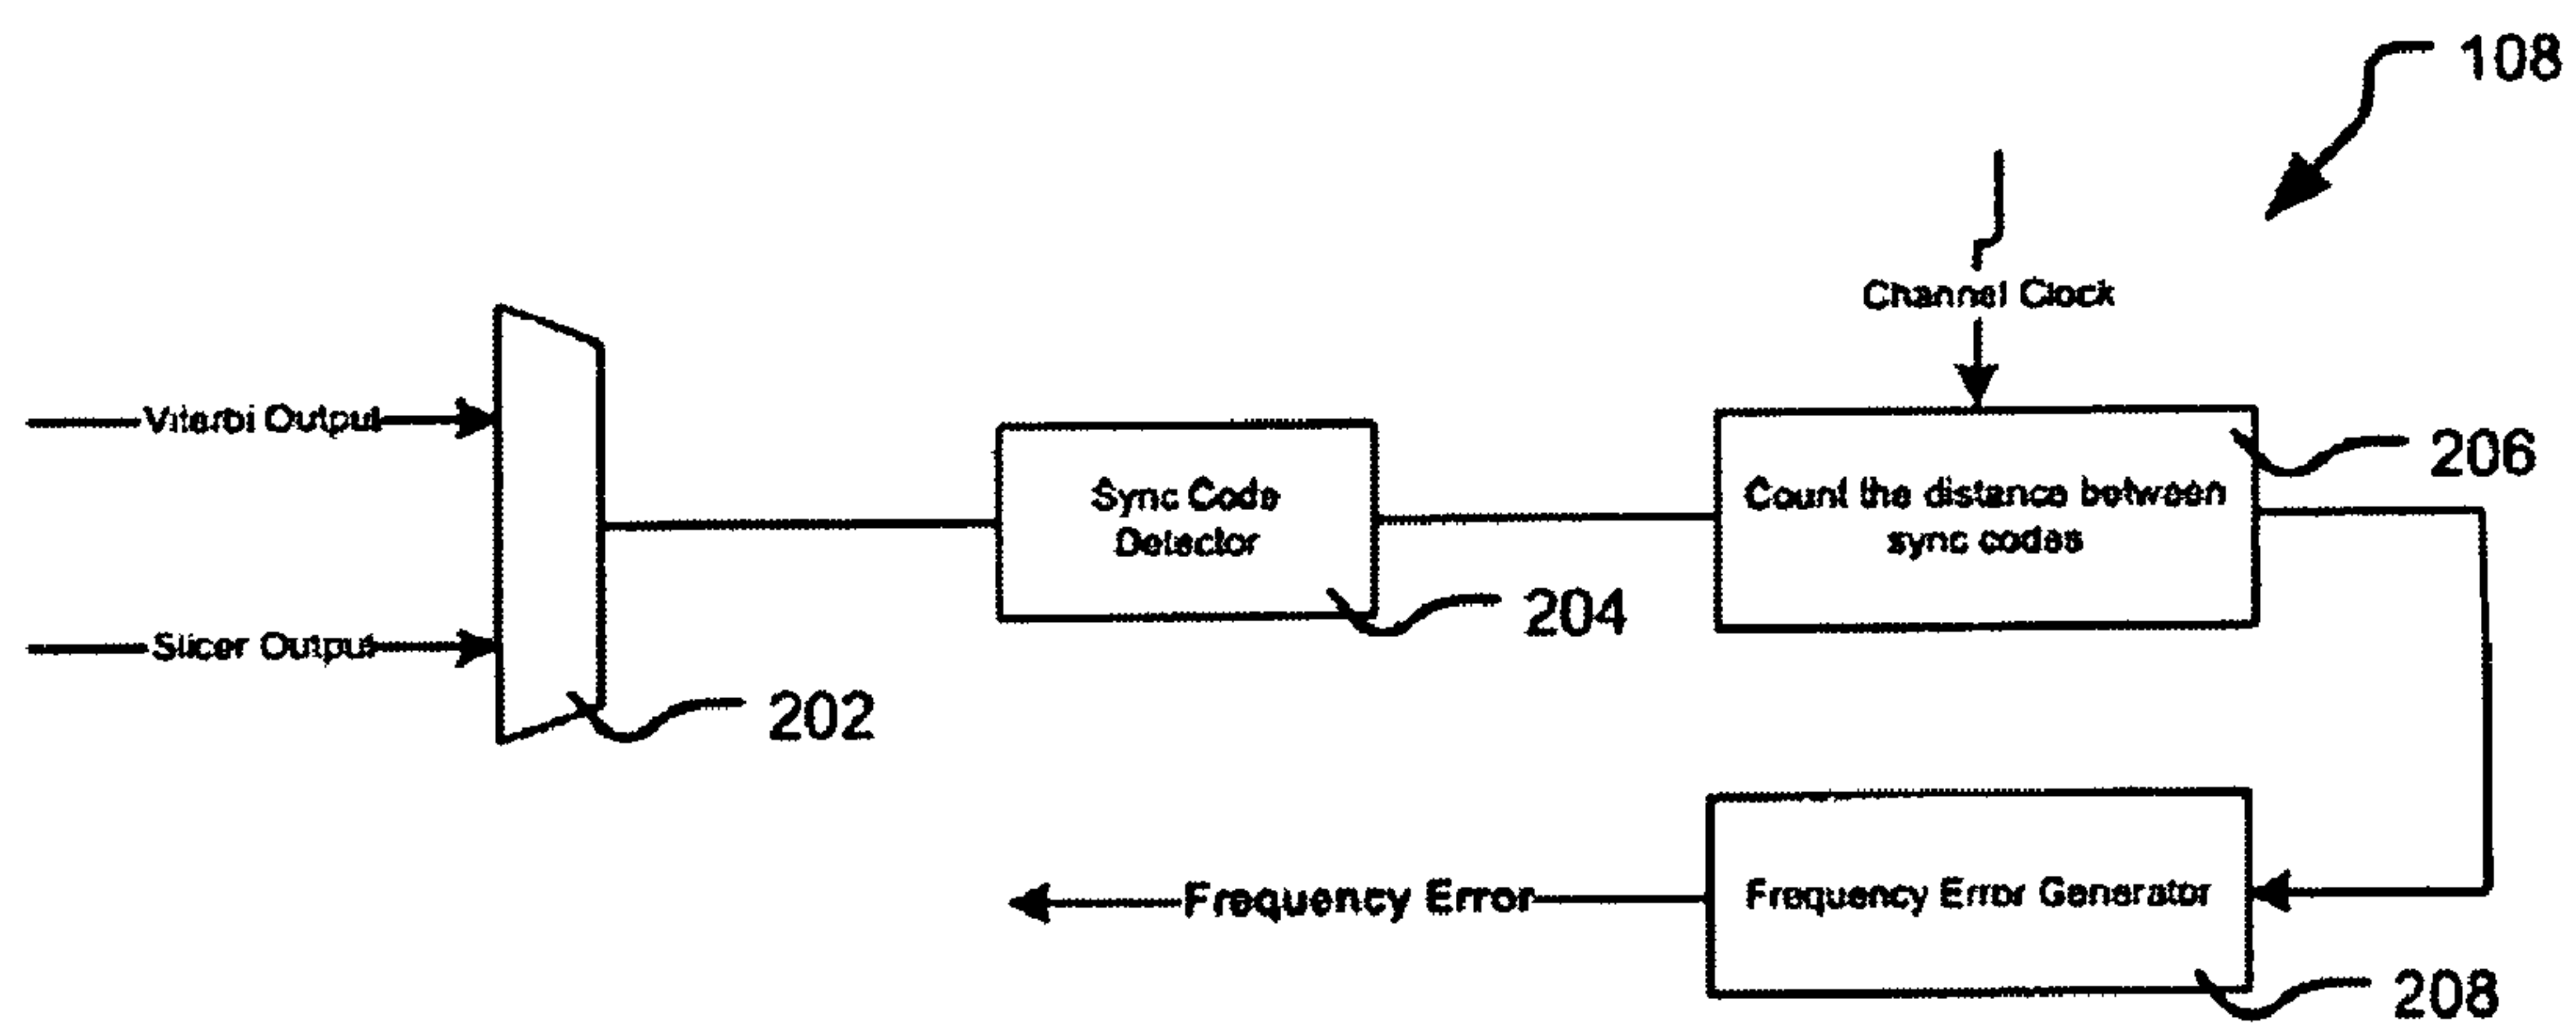 108
Channel Clock
Viterbi Output
206
Sync Code
Detector
Count the distance between
sync codes
204
Slicer Output
202
Frequency Error
Frequency Error Generator
208